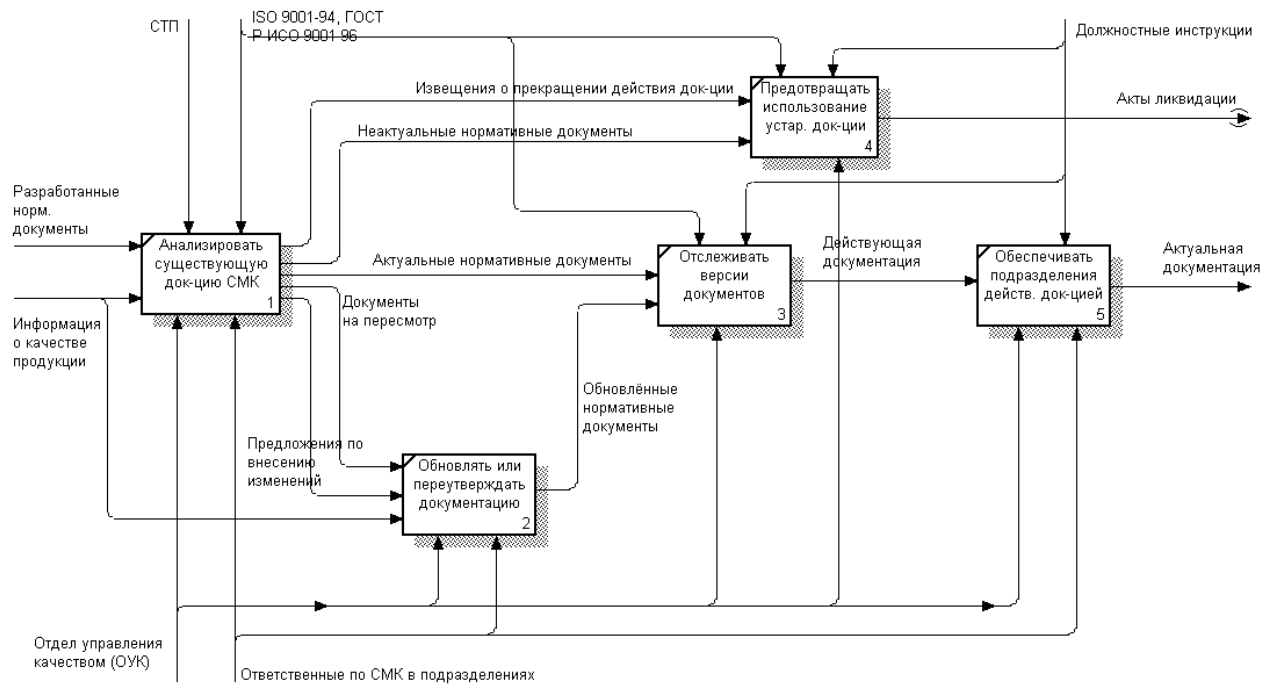 СТП
ISO 9001-94, ГОСТ
Р ИСО 9001-96
Должностные инструкции
Извещения о прекращении действия док-ции
Предотвращать
использование
устар. док-ции
4
Акты ликвидации
Неактуальные нормативные документы
Разработанные
норм.
документы
Анализировать
существующую
док-цию СМК
1
Актуальные нормативные документы
Отслеживать
версии
документов
3
Действующая
документация
Обеспечивать
подразделения
действ. док-цией
5
Актуальная
документация
Документы
на пересмотр
Информация
о качестве
продукции
Обновлённые
нормативные
документы
Предложения по
внесению
изменений
Обновлять или
переутверждать
документацию
2
Отдел управления
качеством (ОУК)
Ответственные по СМК в подразделениях